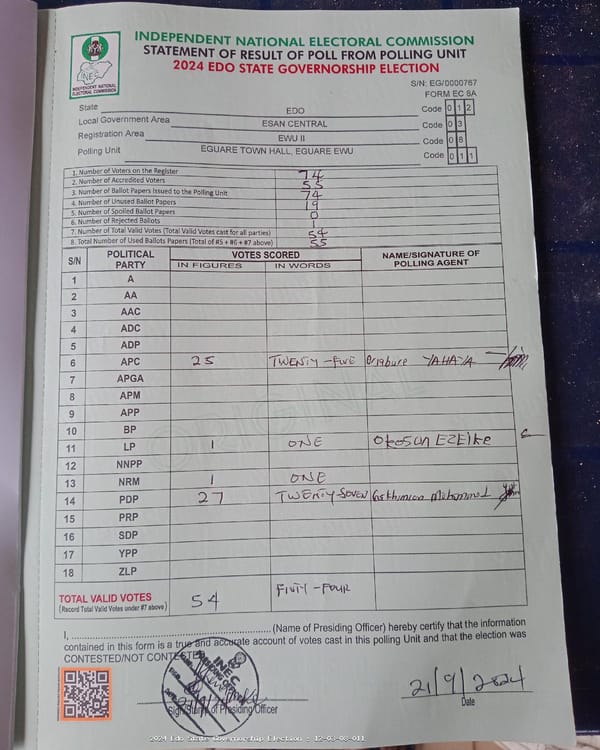 INDEPENDENT NATIONAL ELECTORAL COMMISSION
STATEMENT OF RESULT OF POLL FROM POLLING UNIT
2024 EDO STATE GOVERNORSHIP ELECTION
INEC
INDEPENDENT NATIONAL
ELECTORAL COMMISSION
S/N: EG/0000767
FORM EC 8A
State EDO Code 0 1 2
Local Government Area ESAN CENTRAL Code 0 3
Registration Area EWU II Code 0 8
Polling Unit EGUARE TOWN HALL, EGUARE EWU Code 0 1 1
1. Number of Voters on the Register 74
2. Number of Accredited Voters 55
3. Number of Ballot Papers Issued to the Polling Unit 74
4. Number of Unused Ballot Papers 19
5. Number of Spoiled Ballot Papers 0
6. Number of Rejected Ballots 1
7. Number of Total Valid Votes (Total Valid Votes cast for all parties) 54
8. Total Number of Used Ballots Papers (Total of #5 + #6 + #7 above) 55
S/N POLITICAL PARTY VOTES SCORED NAME/SIGNATURE OF POLLING AGENT
IN FIGURES IN WORDS
1 A
2 AA
3 AAC
4 ADC
5 ADP
6 APC 25 TWENTY-FIVE YAHAYA
7 APGA
8 APM
9 APP
10 BP
11 LP 1 ONE Okosun EZEIKE
12 NNPP
13 NRM 1 ONE
14 PDP 27 TWENTY-SEVEN Mohammed
15 PRP
16 SDP
17 YPP
18 ZLP
TOTAL VALID VOTES 54 FIVTY-FOUR
(Record Total Valid Votes under #7 above)
I, (Name of Presiding Officer) hereby certify that the information
contained in this form is a true and accurate account of votes cast in this polling Unit and that the election was
CONTESTED/NOT CONTESTED
INEC
Signature of Presiding Officer
21/9/2024
Date
2024 Edo State Governorship Election : 12-03-08-011
ORIGINAL